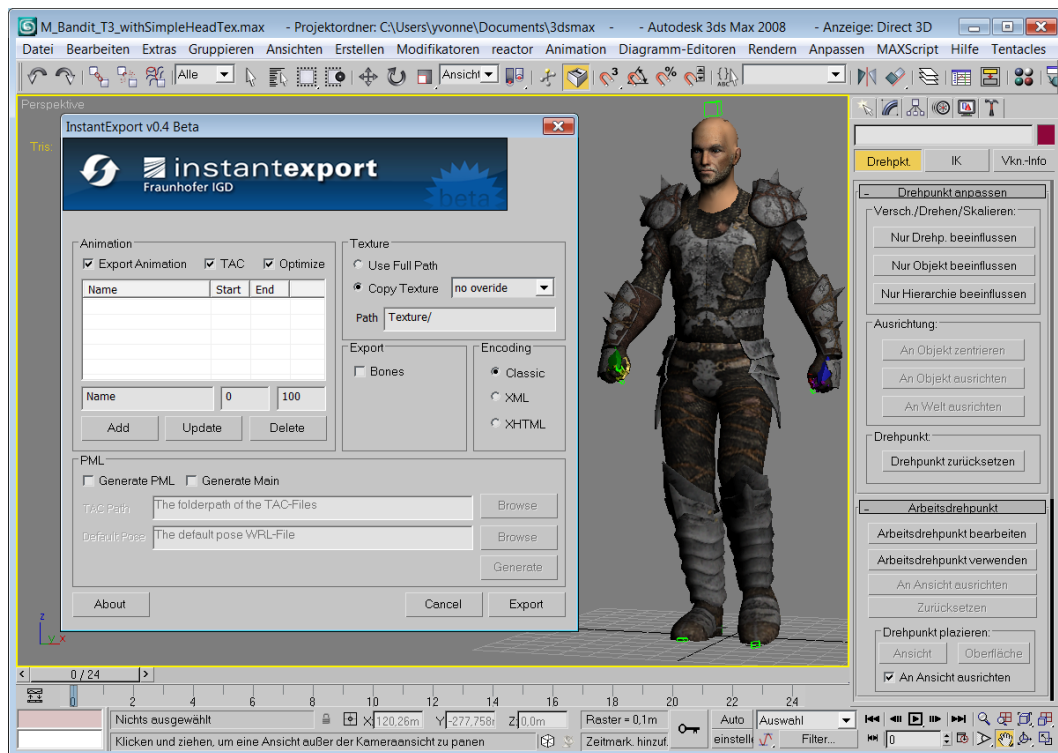 M_Bandit_T3_withSimpleHeadTex.max - Projektordner: C:\Users\yvonne\Documents\3dsmax - Autodesk 3ds Max 2008 - Anzeige: Direct 3D
Datei Bearbeiten Extras Gruppieren Ansichten Erstellen Modifikatoren reactor Animation Diagramm-Editoren Rendern Anpassen MAXScript Hilfe Tentacles
Alle Ansicht
Perspektive
Tris:
InstantExport v0.4 Beta
instantexport
Fraunhofer IGD
beta
Animation
Export Animation TAC Optimize
Name Start End
Name 0 100
Add Update Delete
Texture
Use Full Path
Copy Texture no overide
Path Texture/
Export
Bones
Encoding
Classic
XML
XHTML
PML
Generate PML Generate Main
TAC Path The folderpath of the TAC-Files Browse
Default Pose The default pose WRL-File Browse
Generate
About Cancel Export
z
y x
Drehpkt. IK Vkn.-Info
- Drehpunkt anpassen
Versch./Drehen/Skalieren:
Nur Drehp. beeinflussen
Nur Objekt beeinflussen
Nur Hierarchie beeinflussen
Ausrichtung:
An Objekt zentrieren
An Objekt ausrichten
An Welt ausrichten
Drehpunkt:
Drehpunkt zurücksetzen
- Arbeitsdrehpunkt
Arbeitsdrehpunkt bearbeiten
Arbeitsdrehpunkt verwenden
An Ansicht ausrichten
Zurücksetzen
Drehpunkt plazieren:
Ansicht Oberfläche
An Ansicht ausrichten
< 0 / 24 >
0 2 4 6 8 10 12 14 16 18 20 22 24
Nichts ausgewählt X: 120,26m Y: -277,758m Z: 0,0m Raster = 0,1m Auto Auswahl
Klicken und ziehen, um eine Ansicht außer der Kameraansicht zu panen Zeitmark. hinzuf. einstelle Filter... 0